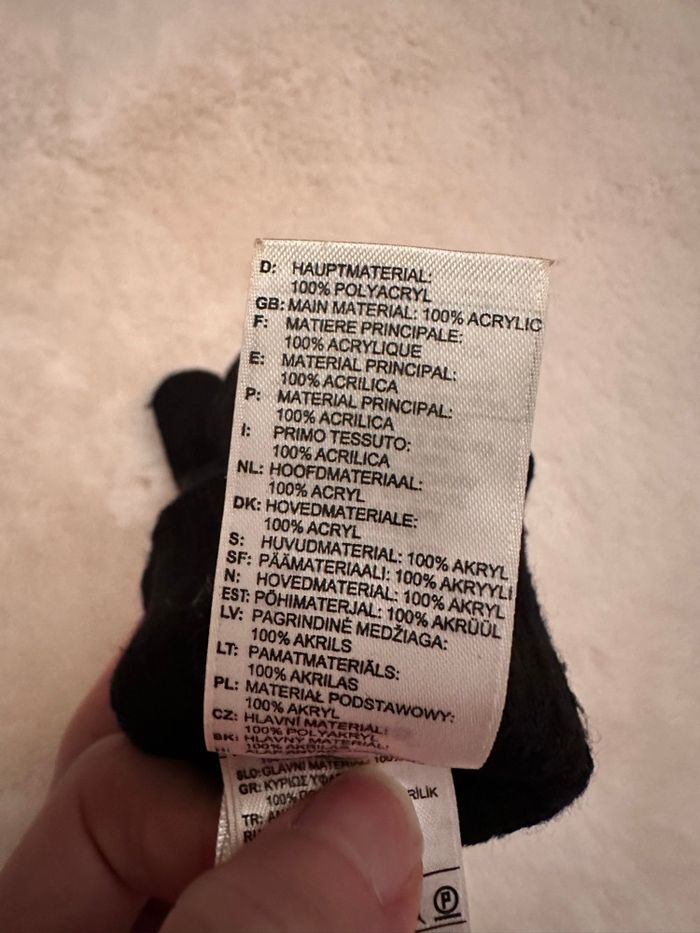 D: HAUPTMATERIAL:
100% POLYACRYL
GB: MAIN MATERIAL: 100% ACRYLIC
F: MATIERE PRINCIPALE:
100% ACRYLIQUE
E: MATERIAL PRINCIPAL:
100% ACRILICA
P: MATERIAL PRINCIPAL:
100% ACRILICA
I: PRIMO TESSUTO:
100% ACRILICA
NL: HOOFDMATERIAAL:
100% ACRYL
DK: HOVEDMATERIALE:
100% ACRYL
S: HUVUDMATERIAL: 100% AKRYL
SF: PÄÄMATERIAALI: 100% AKRYYLI
N: HOVEDMATERIAL: 100% AKRYL
EST: PÕHIMATERJAL: 100% AKRÜÜL
LV: PAGRINDINĖ MEDŽIAGA:
100% AKRILS
LT: PAMATMATERIĀLS:
100% AKRILAS
PL: MATERIAŁ PODSTAWOWY:
100% AKRYL
CZ: HLAVNÍ MATERIÁL:
100% POLYAKRYL
HLAVNÝ MATERIÁL:
SLO: GLAVNI MATERIAL: 100%
GR: ΚΥΡΙΩΣ
TR:
P